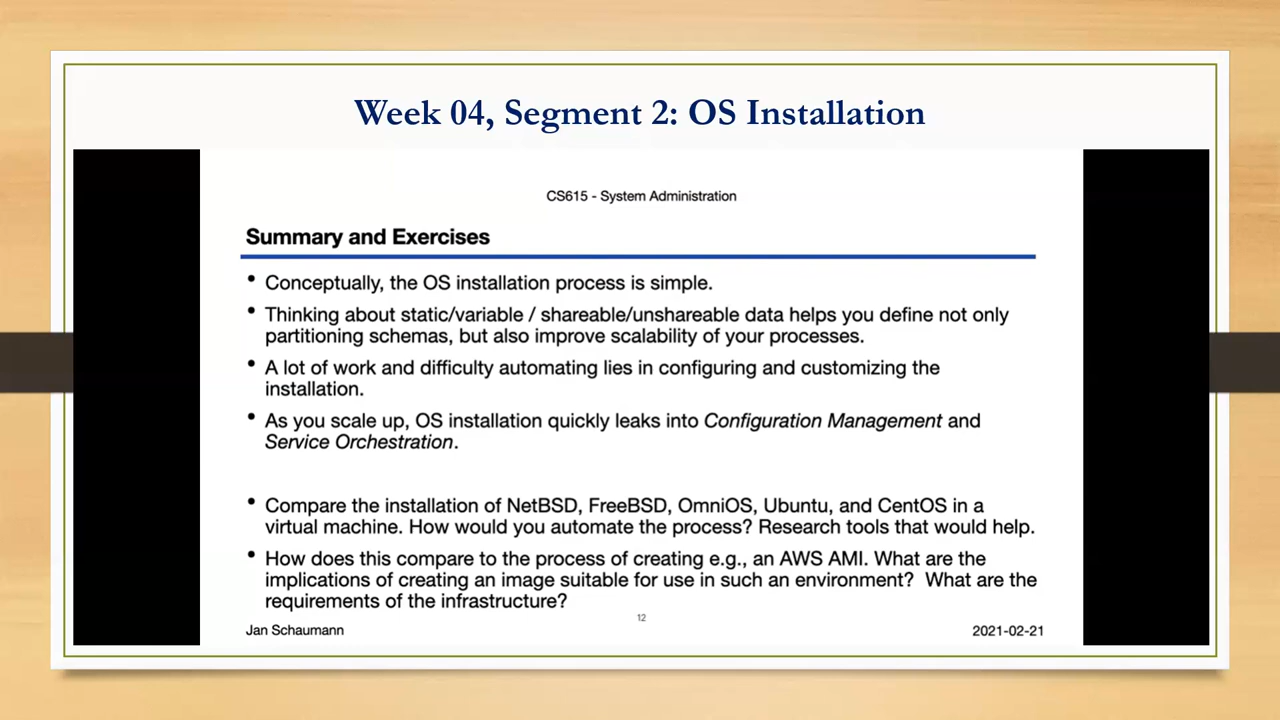 Week 04, Segment 2: OS Installation
CS615 - System Administration
Summary and Exercises
• Conceptually, the OS installation process is simple.
• Thinking about static/variable / shareable/unshareable data helps you define not only
partitioning schemas, but also improve scalability of your processes.
• A lot of work and difficulty automating lies in configuring and customizing the
installation.
• As you scale up, OS installation quickly leaks into Configuration Management and
Service Orchestration.
• Compare the installation of NetBSD, FreeBSD, OmniOS, Ubuntu, and CentOS in a
virtual machine. How would you automate the process? Research tools that would help.
• How does this compare to the process of creating e.g., an AWS AMI. What are the
implications of creating an image suitable for use in such an environment?  What are the
requirements of the infrastructure?
12
Jan Schaumann
2021-02-21